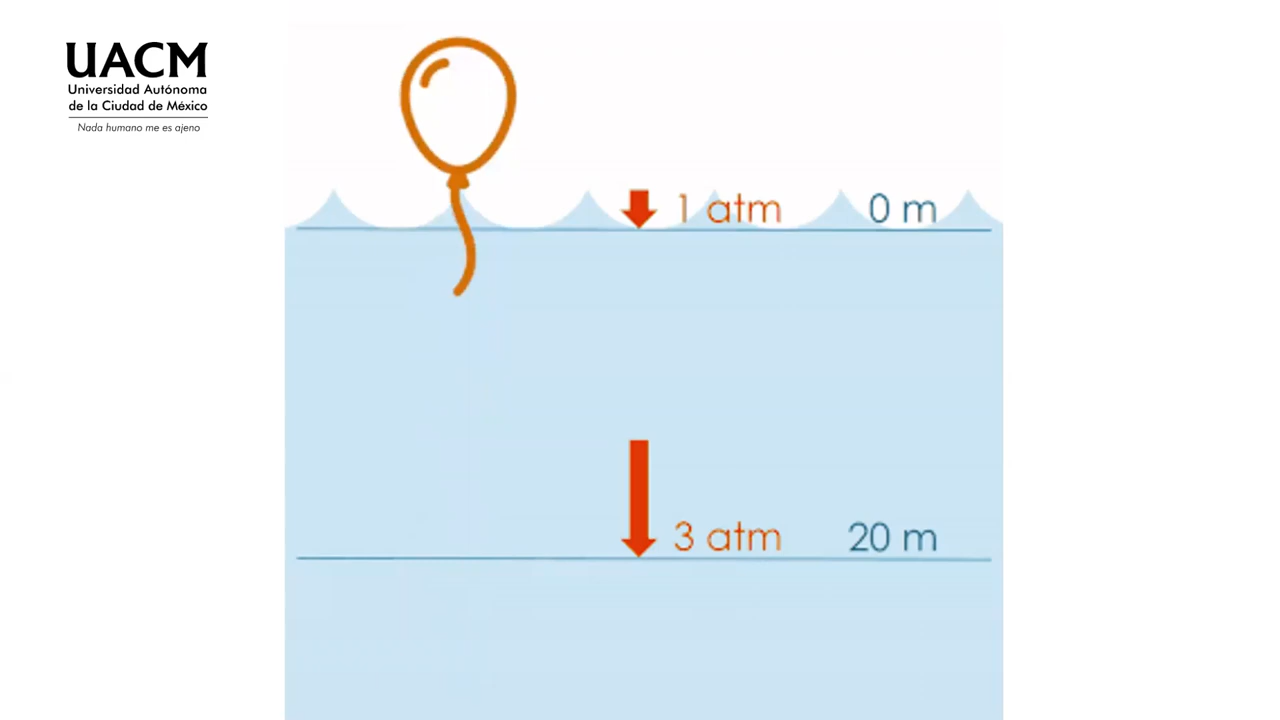 UACM
Universidad Autónoma
de la Ciudad de México
Nada humano me es ajeno
1 atm 0 m
3 atm 20 m